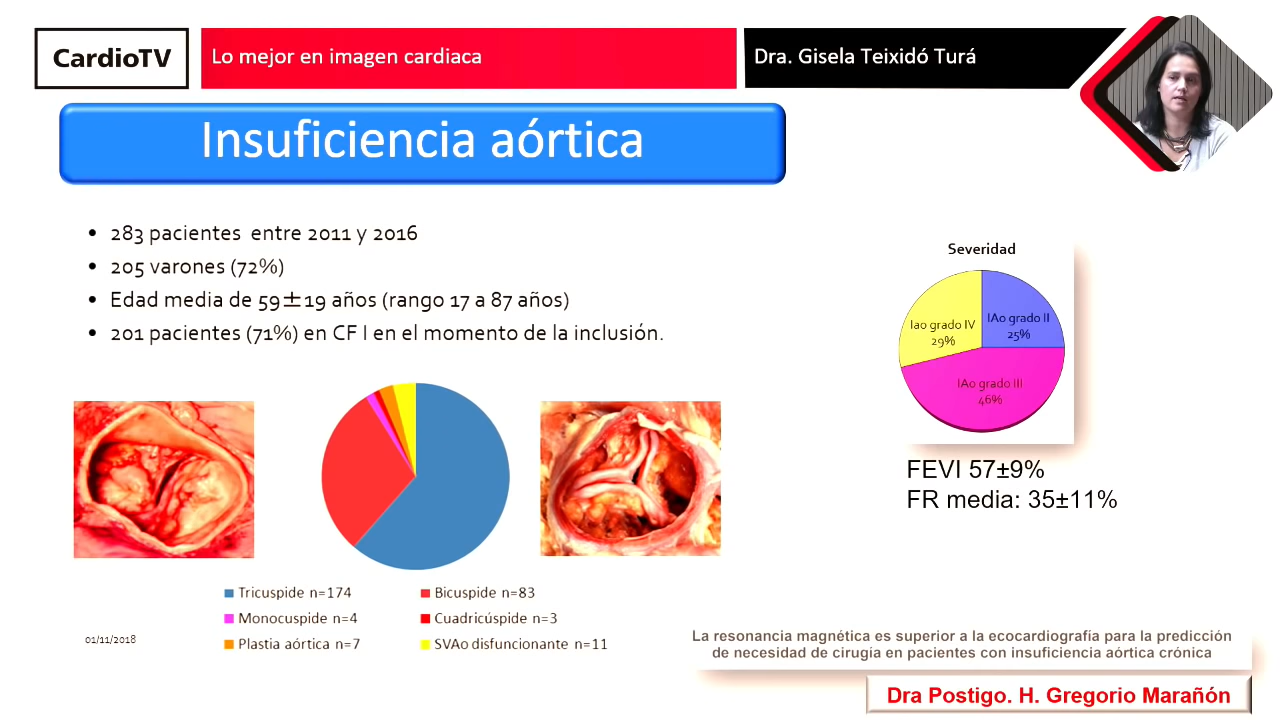 CardioTV
Lo mejor en imagen cardiaca
Dra. Gisela Teixidó Turá
Insuficiencia aórtica
• 283 pacientes entre 2011 y 2016
• 205 varones (72%)
• Edad media de 59±19 años (rango 17 a 87 años)
• 201 pacientes (71%) en CF I en el momento de la inclusión.
Severidad
Iao grado IV
29%
IAo grado II
25%
IAo grado III
46%
FEVI 57±9%
FR media: 35±11%
Tricuspide n=174
Bicuspide n=83
Monocuspide n=4
Cuadricúspide n=3
Plastia aórtica n=7
SVAo disfuncionante n=11
01/11/2018
La resonancia magnética es superior a la ecocardiografía para la predicción
de necesidad de cirugía en pacientes con insuficiencia aórtica crónica
Dra Postigo. H. Gregorio Marañón